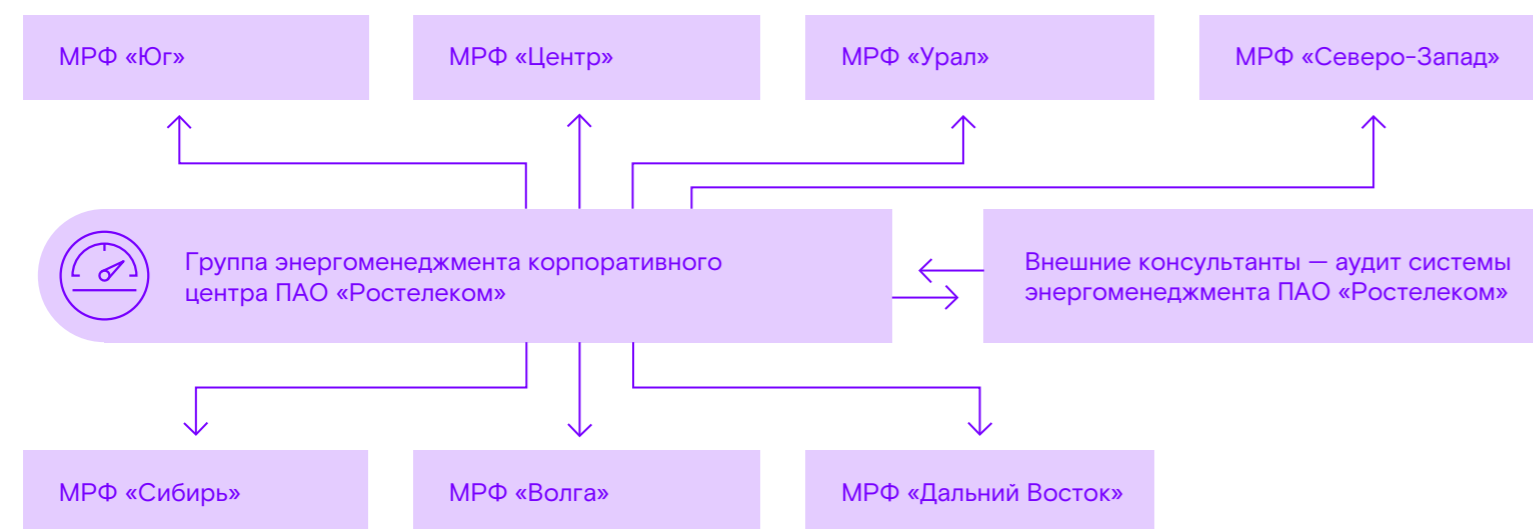 МРФ «Юг»
МРФ «Центр»
МРФ «Урал»
МРФ «Северо-Запад»
Группа энергоменеджмента корпоративного
центра ПАО «Ростелеком»
Внешние консультанты — аудит системы
энергоменеджмента ПАО «Ростелеком»
МРФ «Сибирь»
МРФ «Волга»
МРФ «Дальний Восток»